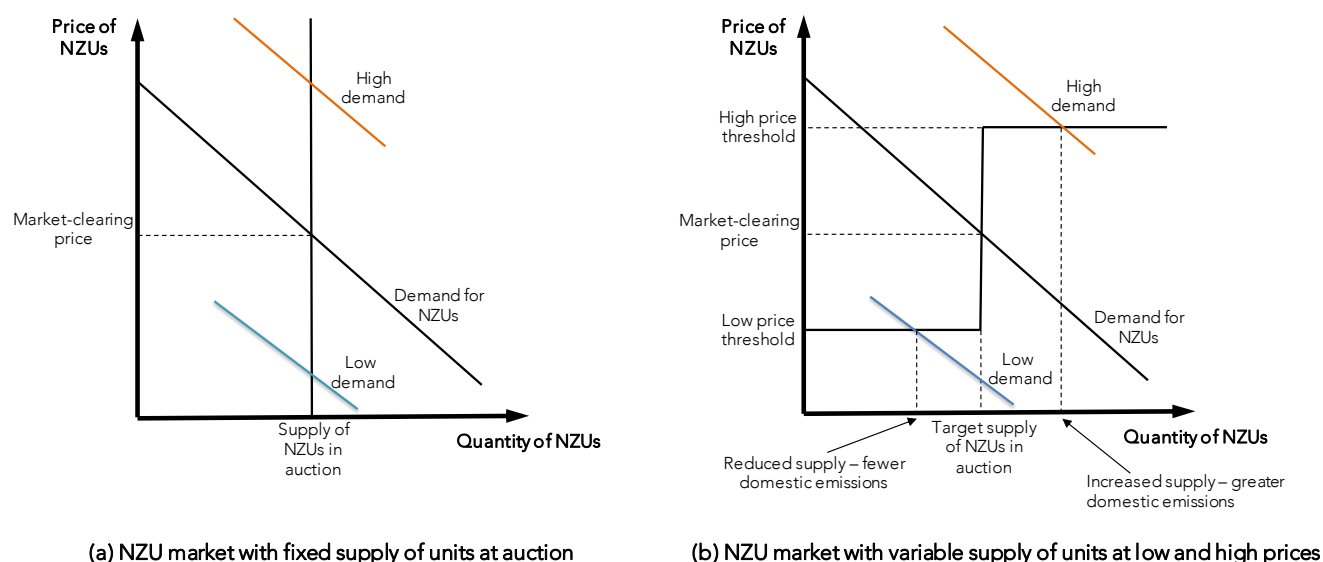 Price of
NZUs
High
demand
Market-clearing
price
Demand for
NZUs
Low
demand
Supply of
NZUs in
auction
Quantity of NZUs
(a) NZU market with fixed supply of units at auction
Price of
NZUs
High
demand
High price
threshold
Market-clearing
price
Low price
threshold
Demand for
NZUs
Low
demand
Target supply
of NZUs in
auction
Quantity of NZUs
Reduced supply – fewer
domestic emissions
Increased supply – greater
domestic emissions
(b) NZU market with variable supply of units at low and high prices